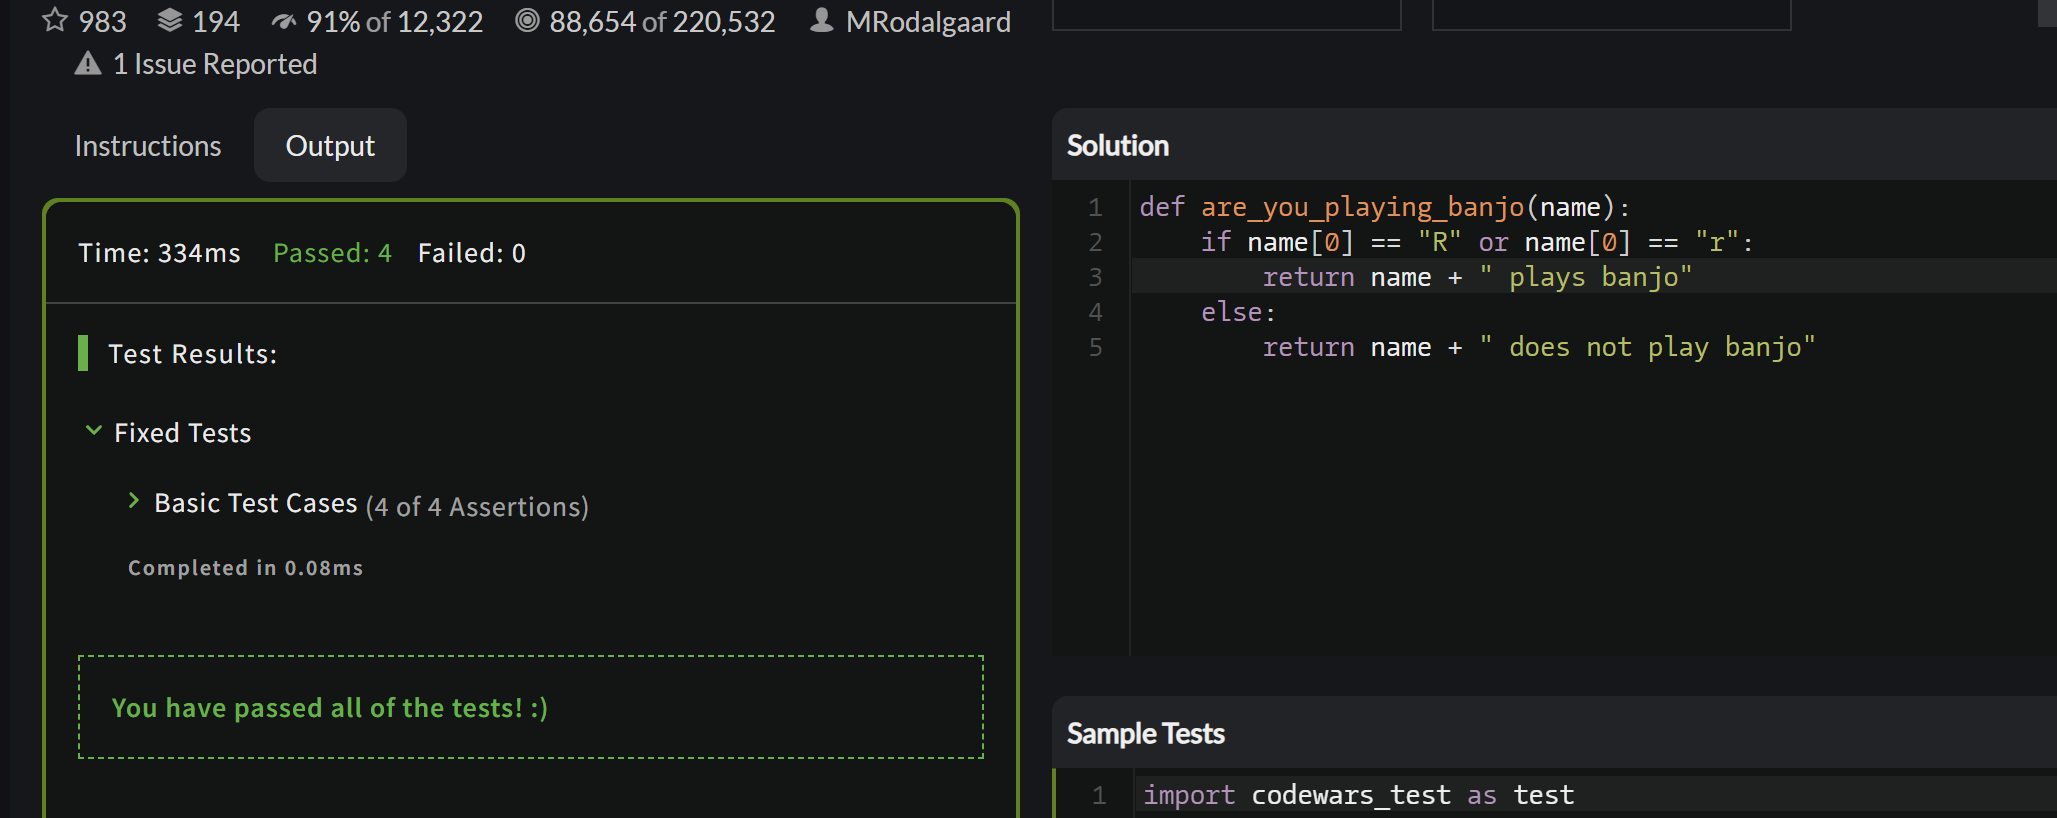 983 194 91% of 12,322 88,654 of 220,532 MRodalgaard
1 Issue Reported
Instructions Output
Time: 334ms Passed: 4 Failed: 0
Test Results:
Fixed Tests
Basic Test Cases (4 of 4 Assertions)
Completed in 0.08ms
You have passed all of the tests! :)
Solution
1 def are_you_playing_banjo(name):
2     if name[0] == "R" or name[0] == "r":
3         return name + " plays banjo"
4     else:
5         return name + " does not play banjo"
Sample Tests
1 import codewars_test as test